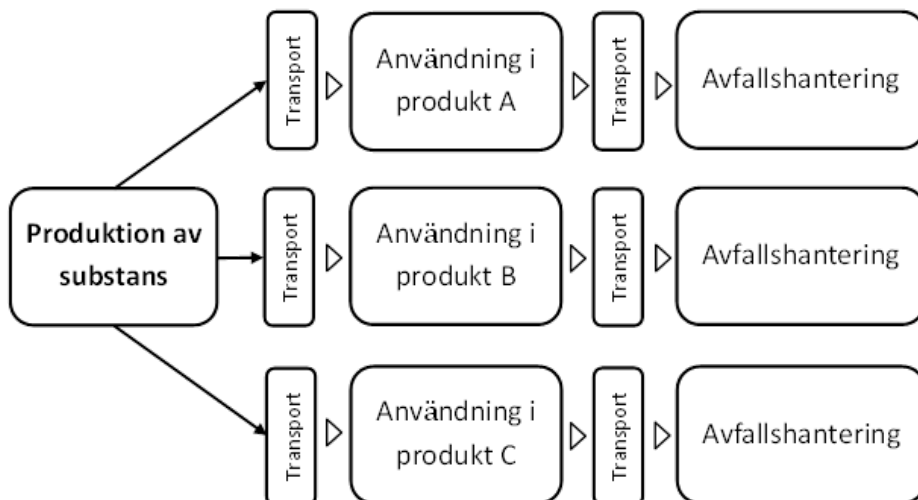 Transport
Användning i
produkt A
Transport
Avfallshantering
Produktion av
substans
Transport
Användning i
produkt B
Transport
Avfallshantering
Transport
Användning i
produkt C
Transport
Avfallshantering